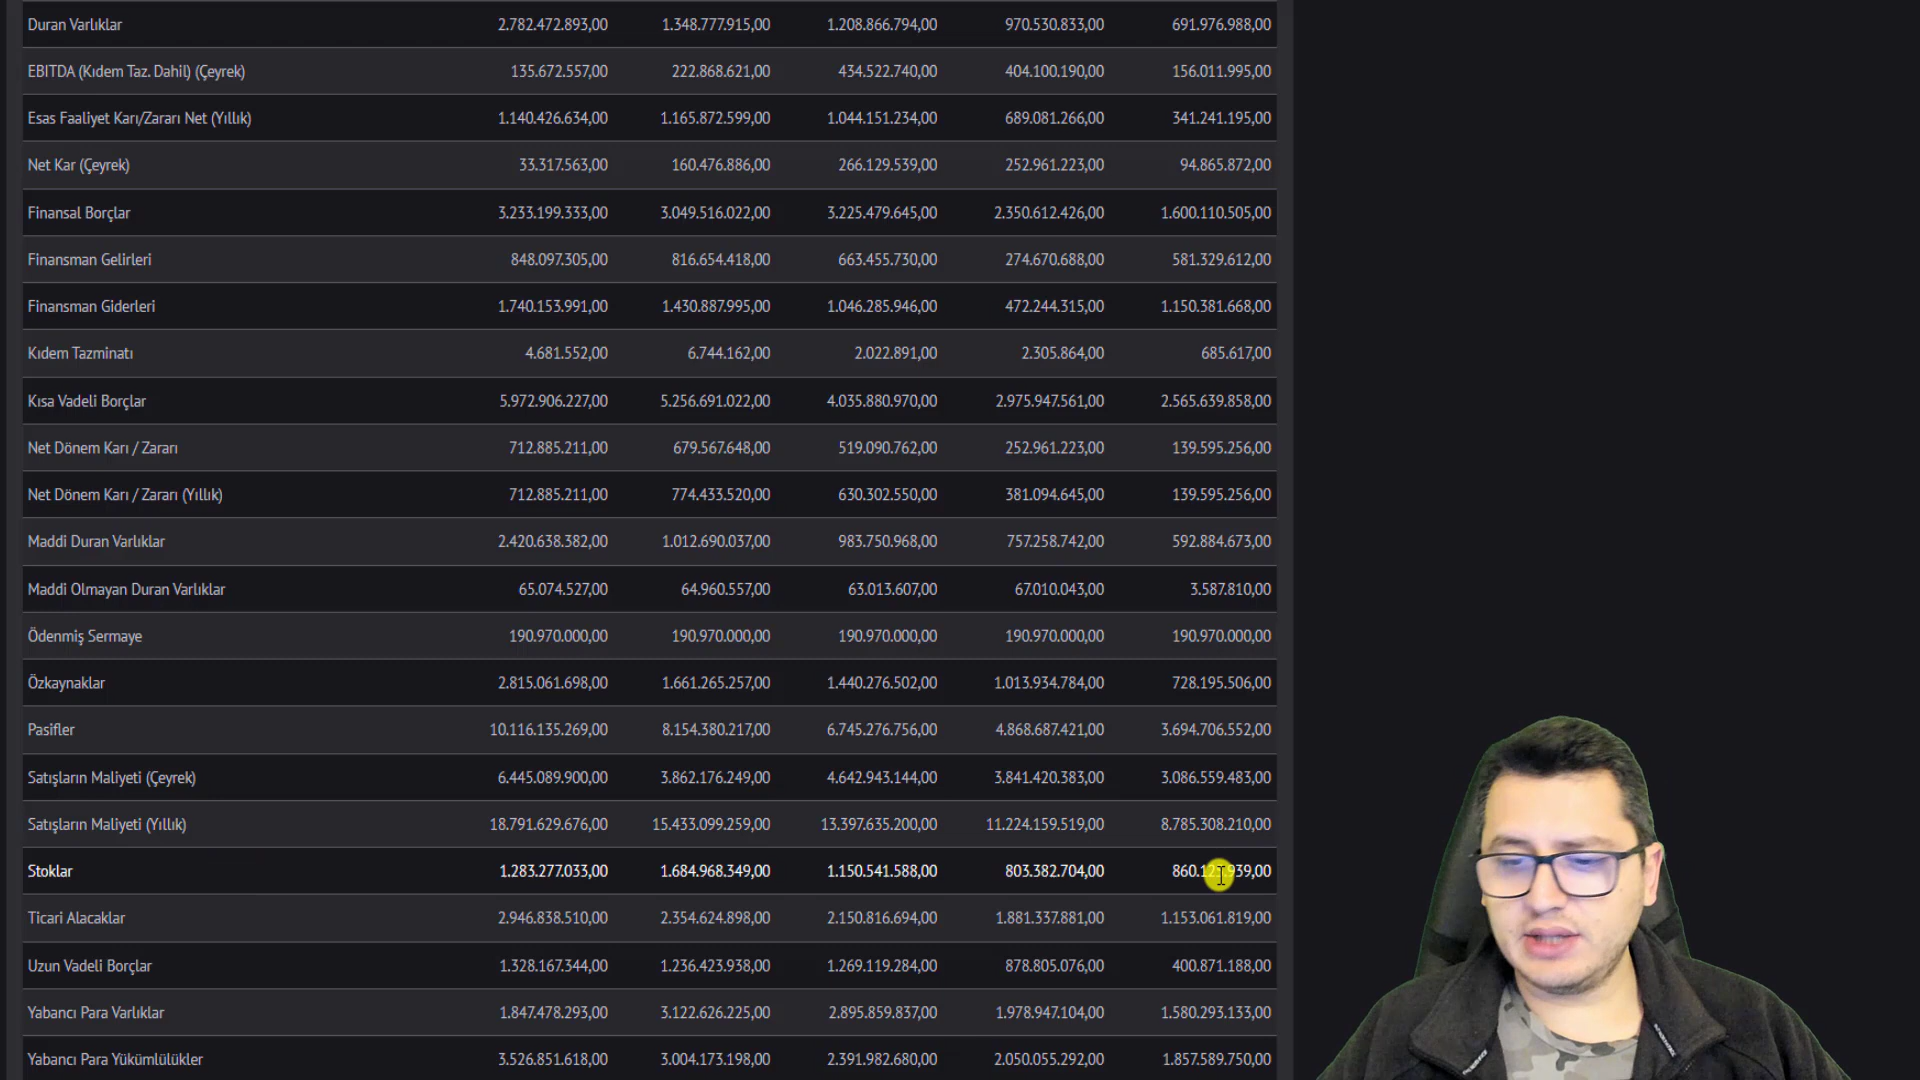 Duran Varlıklar 2.782.472.893,00 1.348.777.915,00 1.208.866.794,00 970.530.833,00 691.976.988,00
EBITDA (Kıdem Taz. Dahil) (Çeyrek) 135.672.557,00 222.868.621,00 434.522.740,00 404.100.190,00 156.011.995,00
Esas Faaliyet Karı/Zararı Net (Yıllık) 1.140.426.634,00 1.165.872.599,00 1.044.151.234,00 689.081.266,00 341.241.195,00
Net Kar (Çeyrek) 33.317.563,00 160.476.886,00 266.129.539,00 252.961.223,00 94.865.872,00
Finansal Borçlar 3.233.199.333,00 3.049.516.022,00 3.225.479.645,00 2.350.612.426,00 1.600.110.505,00
Finansman Gelirleri 848.097.305,00 816.654.418,00 663.455.730,00 274.670.688,00 581.329.612,00
Finansman Giderleri 1.740.153.991,00 1.430.887.995,00 1.046.285.946,00 472.244.315,00 1.150.381.668,00
Kıdem Tazminatı 4.681.552,00 6.744.162,00 2.022.891,00 2.305.864,00 685.617,00
Kısa Vadeli Borçlar 5.972.906.227,00 5.256.691.022,00 4.035.880.970,00 2.975.947.561,00 2.565.639.858,00
Net Dönem Karı / Zararı 712.885.211,00 679.567.648,00 519.090.762,00 252.961.223,00 139.595.256,00
Net Dönem Karı / Zararı (Yıllık) 712.885.211,00 774.433.520,00 630.302.550,00 381.094.645,00 139.595.256,00
Maddi Duran Varlıklar 2.420.638.382,00 1.012.690.037,00 983.750.968,00 757.258.742,00 592.884.673,00
Maddi Olmayan Duran Varlıklar 65.074.527,00 64.960.557,00 63.013.607,00 67.010.043,00 3.587.810,00
Ödenmiş Sermaye 190.970.000,00 190.970.000,00 190.970.000,00 190.970.000,00 190.970.000,00
Özkaynaklar 2.815.061.698,00 1.661.265.257,00 1.440.276.502,00 1.013.934.784,00 728.195.506,00
Pasifler 10.116.135.269,00 8.154.380.217,00 6.745.276.756,00 4.868.687.421,00 3.694.706.552,00
Satışların Maliyeti (Çeyrek) 6.445.089.900,00 3.862.176.249,00 4.642.943.144,00 3.841.420.383,00 3.086.559.483,00
Satışların Maliyeti (Yıllık) 18.791.629.676,00 15.433.099.259,00 13.397.635.200,00 11.224.159.519,00 8.785.308.210,00
Stoklar 1.283.277.033,00 1.684.968.349,00 1.150.541.588,00 803.382.704,00
Ticari Alacaklar 2.946.838.510,00 2.354.624.898,00 2.150.816.694,00 1.881.337.881,00 1.153.061.819,00
Uzun Vadeli Borçlar 1.328.167.344,00 1.236.423.938,00 1.269.119.284,00 878.805.076,00 400.871.188,00
Yabancı Para Varlıklar 1.847.478.293,00 3.122.626.225,00 2.895.859.837,00 1.978.947.104,00 1.580.293.133,00
Yabancı Para Yükümlülükler 3.526.851.618,00 3.004.173.198,00 2.391.982.680,00 2.050.055.292,00 1.857.589.750,00